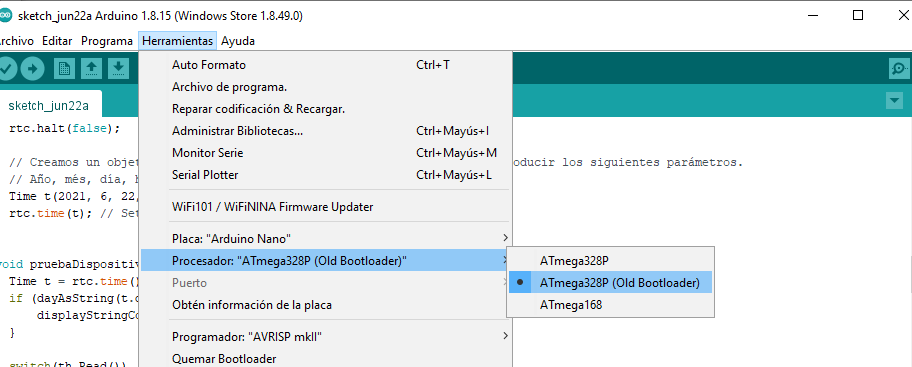 sketch_jun22a Arduino 1.8.15 (Windows Store 1.8.49.0)
Archivo Editar Programa Herramientas Ayuda
sketch_jun22a
Auto Formato Ctrl+T
Archivo de programa.
Reparar codificación & Recargar.
Administrar Bibliotecas... Ctrl+Mayús+I
Monitor Serie Ctrl+Mayús+M
Serial Plotter Ctrl+Mayús+L
WiFi101 / WiFiNINA Firmware Updater
Placa: "Arduino Nano"
Procesador: "ATmega328P (Old Bootloader)"
Puerto
Obtén información de la placa
Programador: "AVRISP mkII"
Quemar Bootloader
ATmega328P
ATmega328P (Old Bootloader)
ATmega168
rtc.halt(false);
// Creamos un objet oducir los siguientes parámetros.
// Año, més, día, h
Time t(2021, 6, 22,
rtc.time(t); // Set
void pruebaDispositiv
Time t = rtc.time()
if (dayAsString(t.d
displayStringCo
}
switch(th.Read())